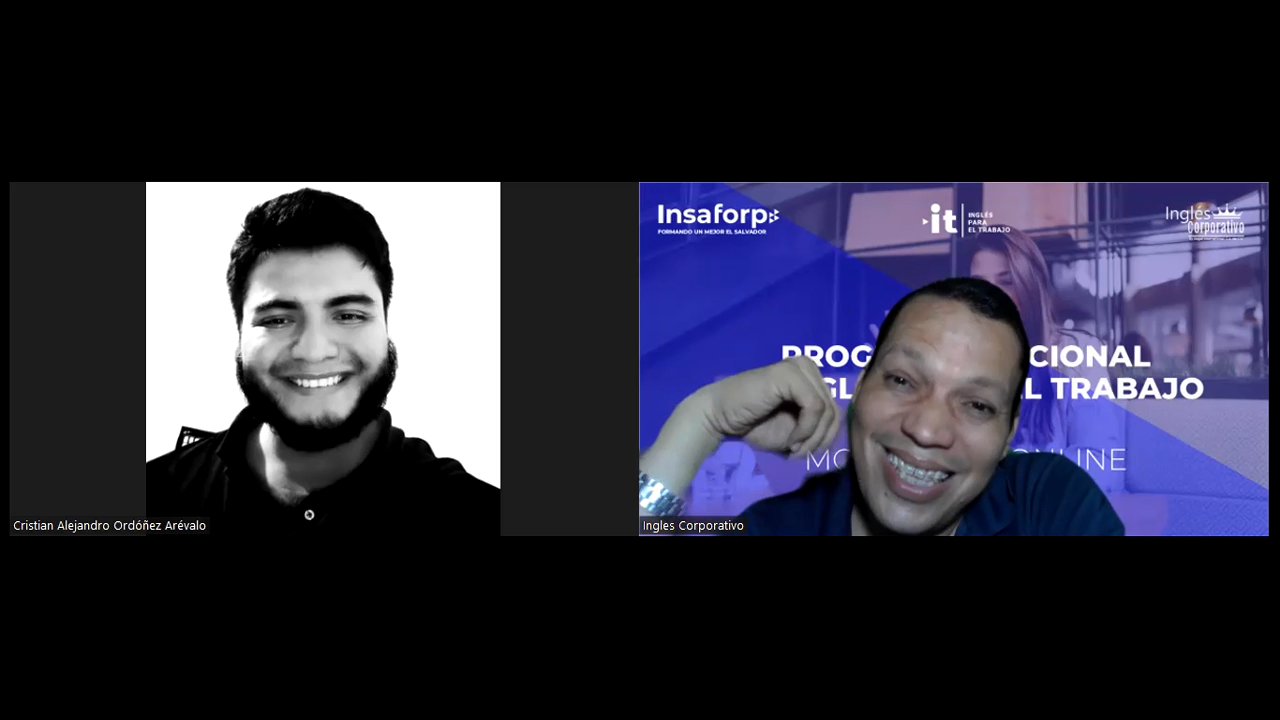 Insaforp
FORMANDO UN MEJOR EL SALVADOR
it
INGLÉS
PARA
EL TRABAJO
Inglés
Corporativo
PROG CIONAL
GL L TRABAJO
MO ONLINE
Cristian Alejandro Ordóñez Arévalo
Ingles Corporativo